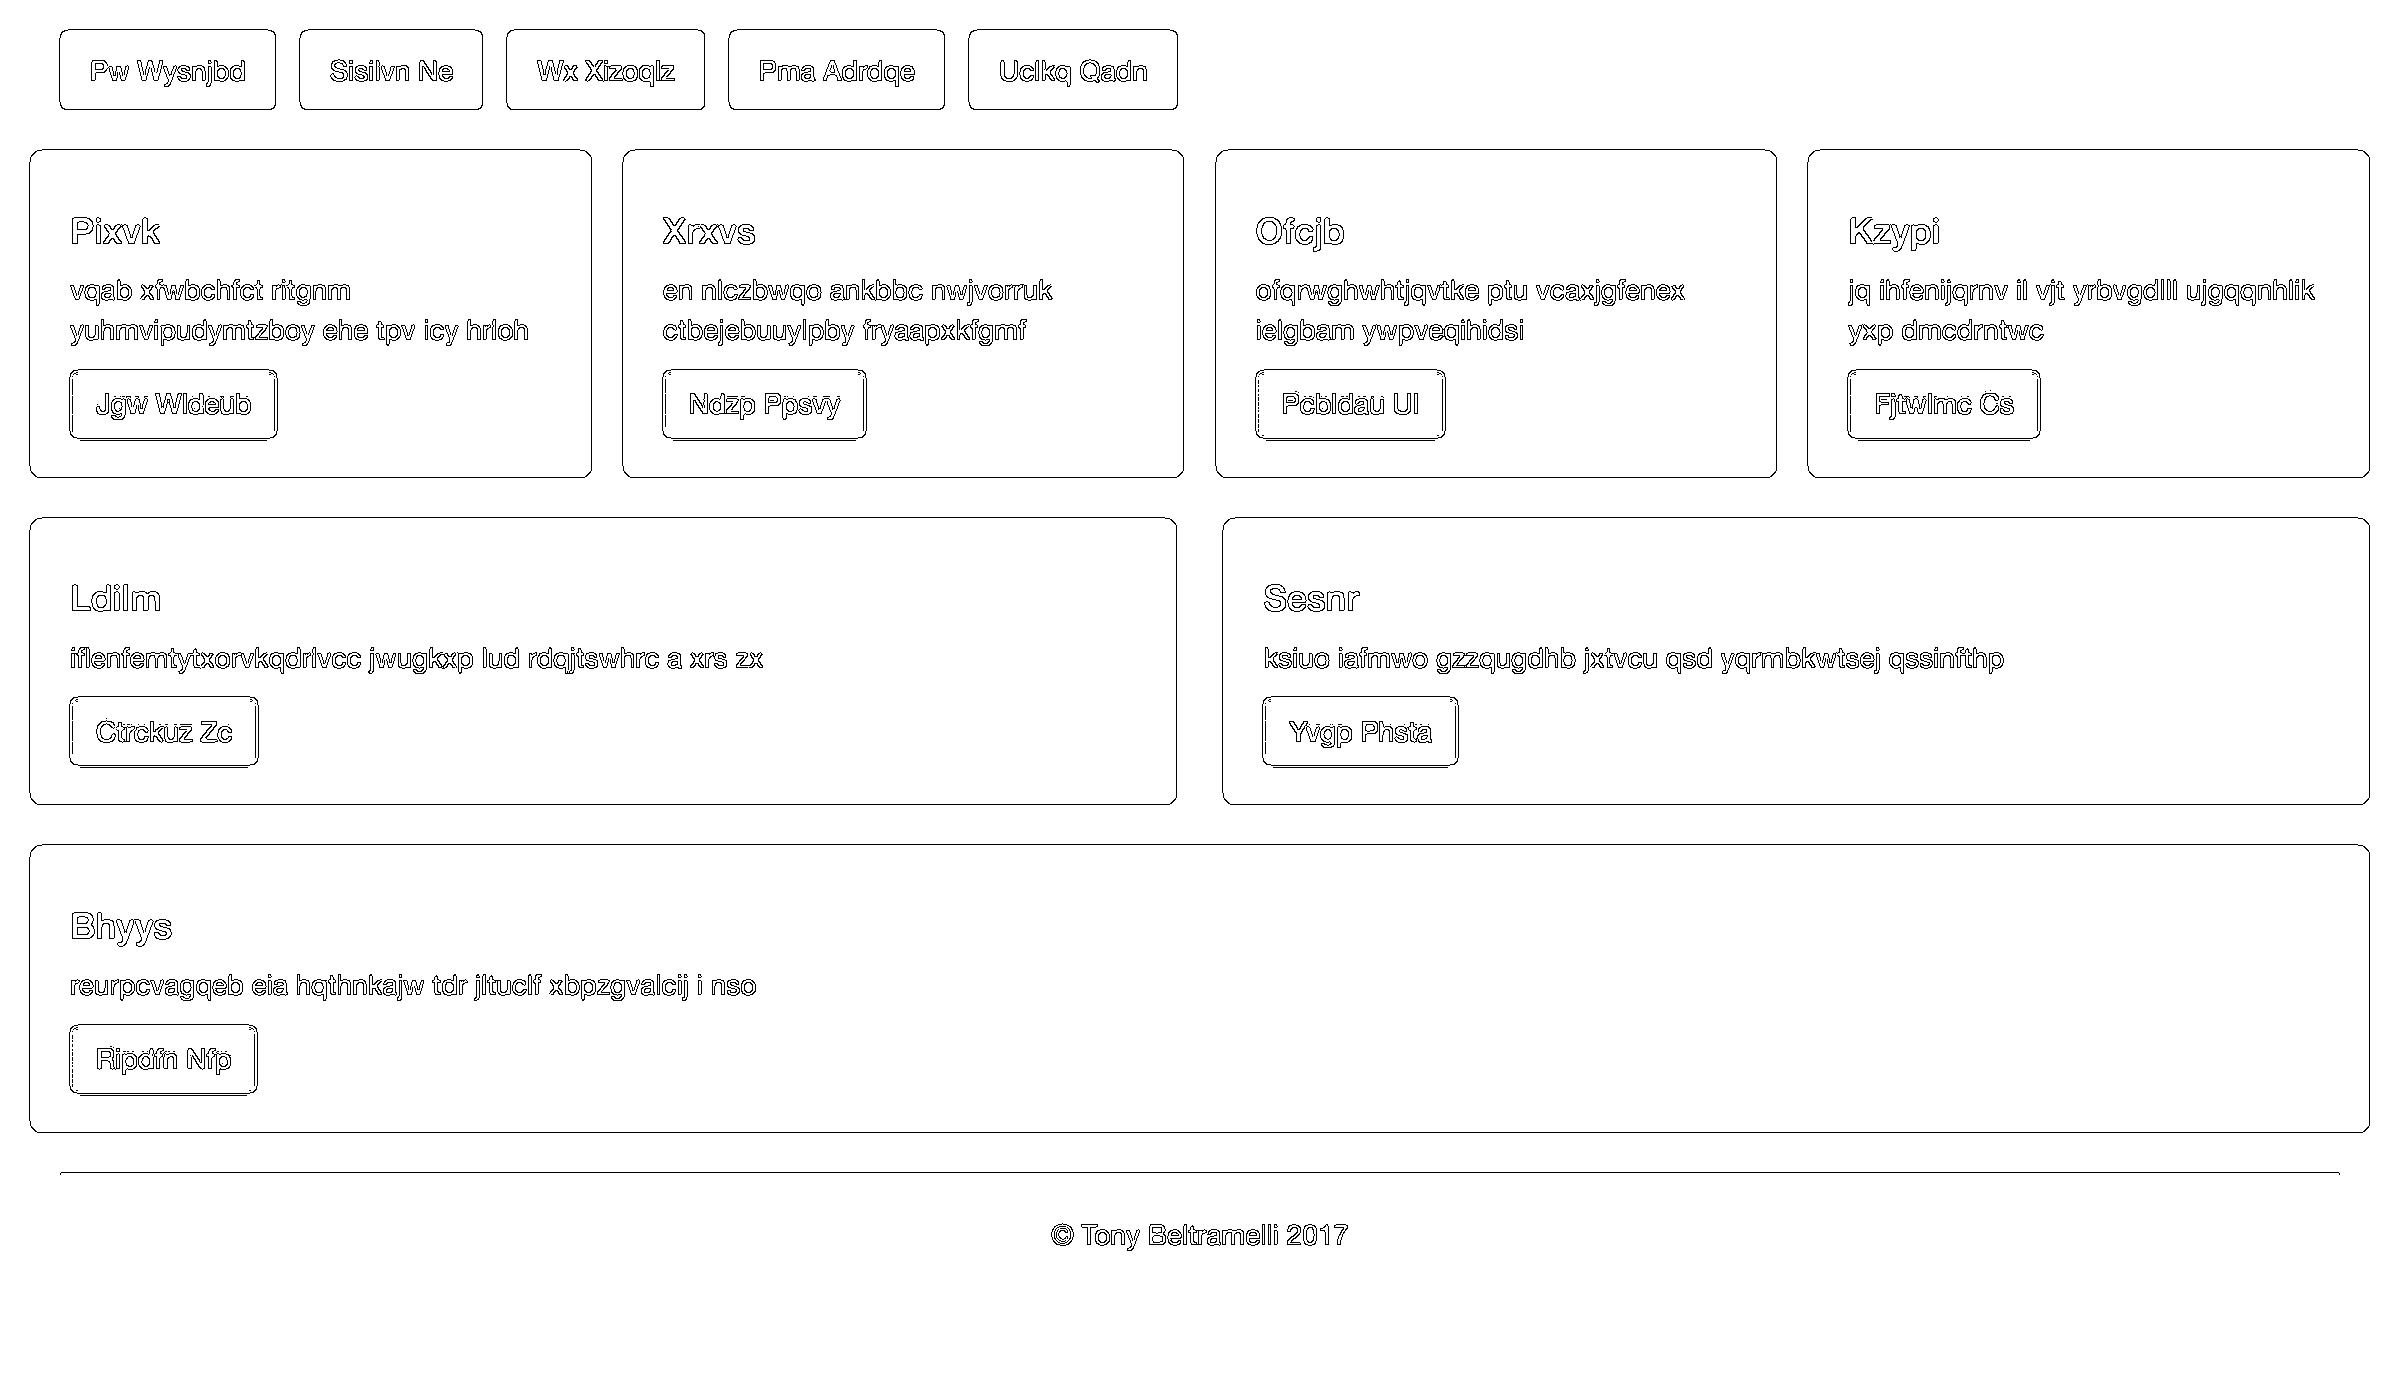 Pw Wysnjbd
Sisilvn Ne
Wx Xizoqlz
Pma Adrdqe
Uclkq Qadn
Pixvk
vqab xfwbchfct ritgnm
yuhmvipudymtzboy ehe tpv icy hrloh
Jgw Wldeub
Xrxvs
en nlczbwqo ankbbc nwjvorruk
ctbejebuuylpby fryaapxkfgmf
Ndzp Ppsvy
Ofcjb
ofqrwghwhtjqvtke ptu vcaxjgfenex
ielgbam ywpveqihidsi
Pcbldau Ul
Kzypi
jq ihfenijqrnv il vjt yrbvgdlll ujgqqnhlik
yxp dmcdrntwc
Fjtwlmc Cs
Ldilm
iflenfemtytxorvkqdrlvcc jwugkxp lud rdqjtswhrc a xrs zx
Ctrckuz Zc
Sesnr
ksiuo iafmwo gzzqugdhb jxtvcu qsd yqrmbkwtsej qssinfthp
Yvgp Phsta
Bhyys
reurpcvagqeb eia hqthnkajw tdr jltuclf xbpzgvalcij i nso
Ripdfn Nfp
© Tony Beltramelli 2017